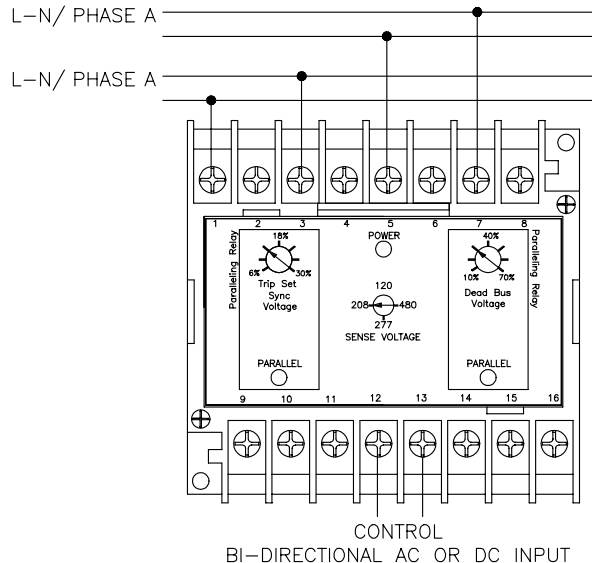 L-N/ PHASE A
L-N/ PHASE A
1 2 3 4 5 6 7 8
Paralleling Relay
18%
6% 30%
Trip Set
Sync
Voltage
PARALLEL
POWER
120
208 480
277
SENSE VOLTAGE
40%
10% 70%
Dead Bus
Voltage
PARALLEL
Paralleling Relay
9 10 11 12 13 14 15 16
CONTROL
BI-DIRECTIONAL AC OR DC INPUT